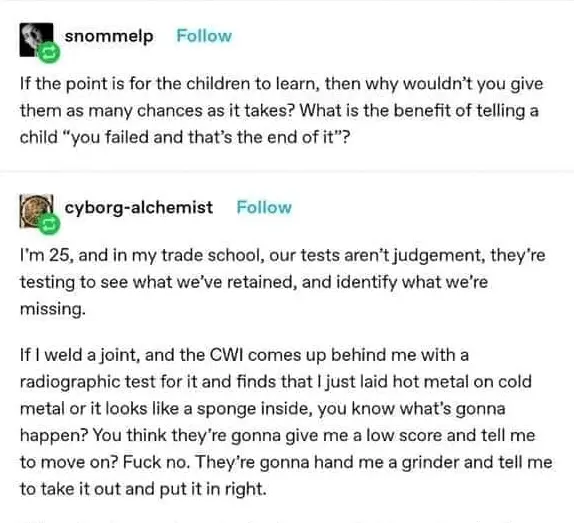 snommelp Follow
If the point is for the children to learn, then why wouldn't you give
them as many chances as it takes? What is the benefit of telling a
child "you failed and that's the end of it"?
cyborg-alchemist Follow
I'm 25, and in my trade school, our tests aren't judgement, they're
testing to see what we've retained, and identify what we're
missing.
If I weld a joint, and the CWI comes up behind me with a
radiographic test for it and finds that I just laid hot metal on cold
metal or it looks like a sponge inside, you know what's gonna
happen? You think they're gonna give me a low score and tell me
to move on? Fuck no. They're gonna hand me a grinder and tell me
to take it out and put it in right.